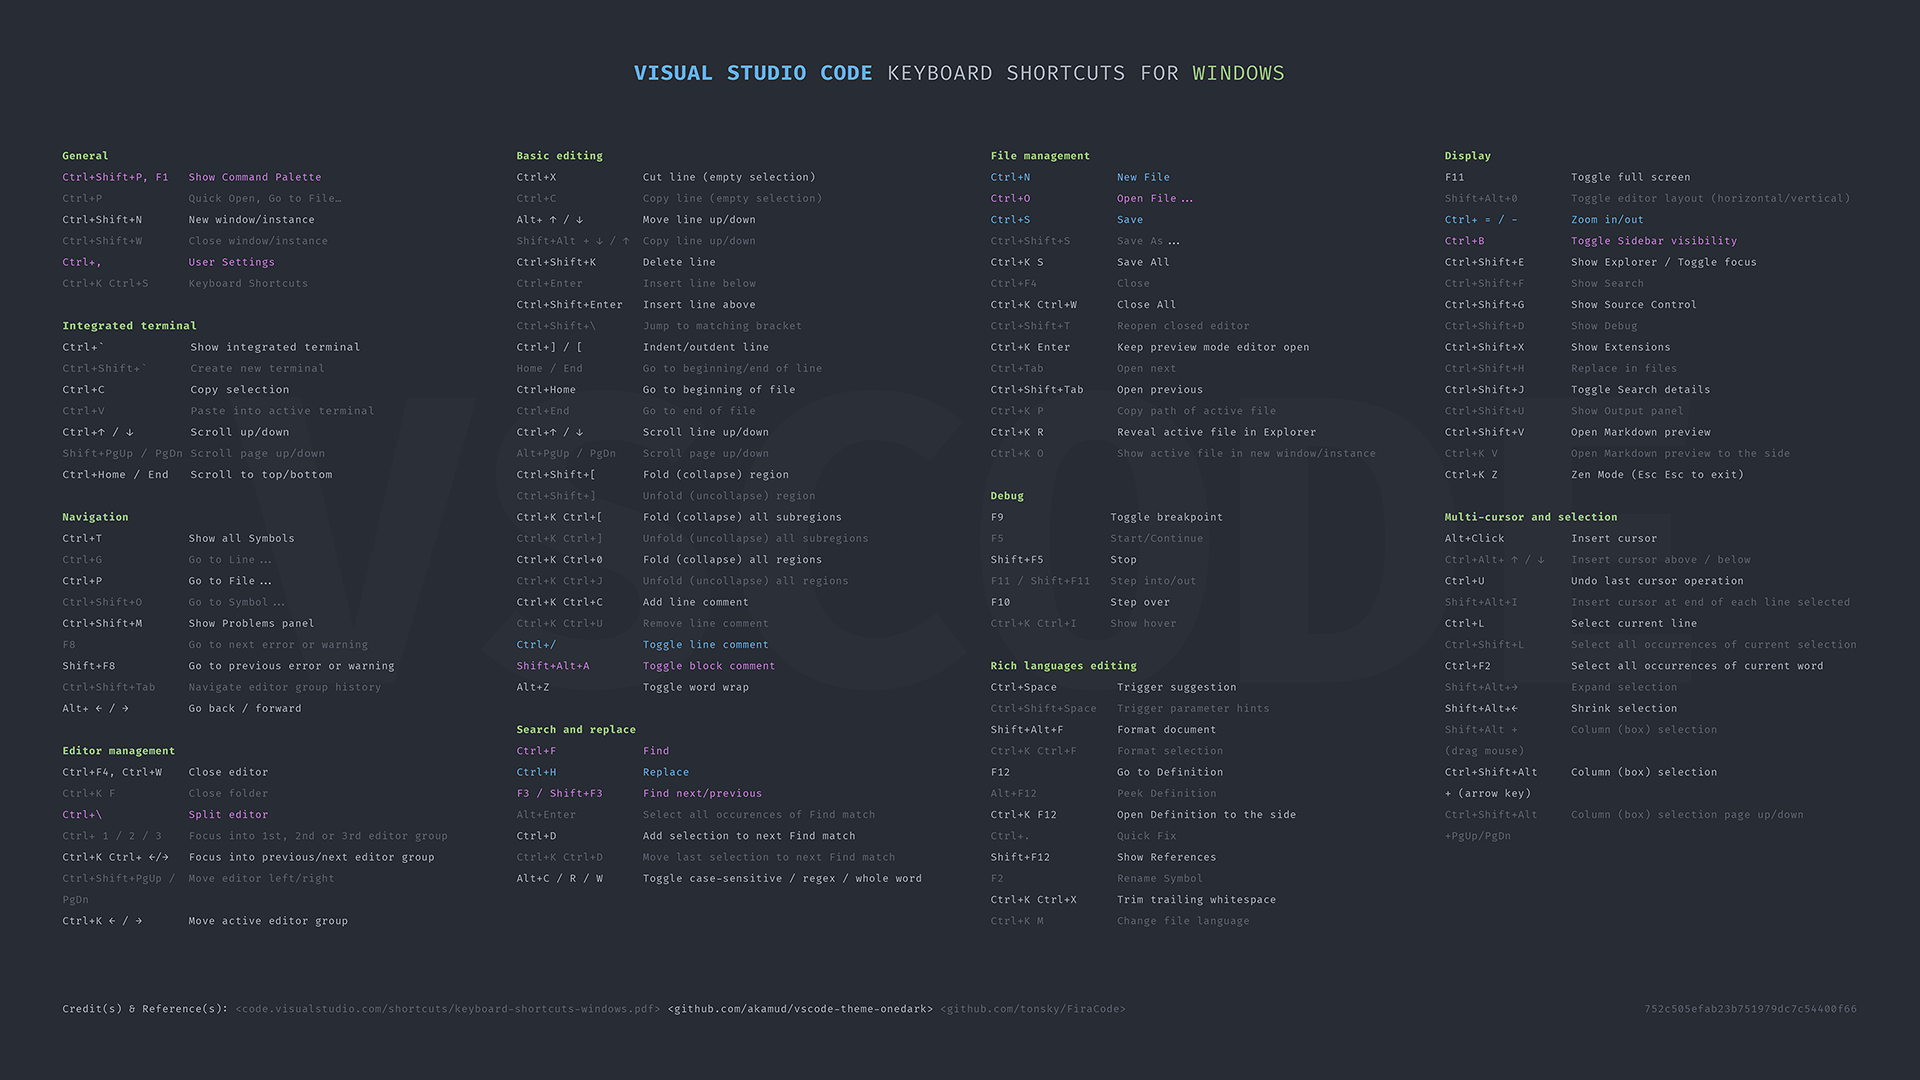 VISUAL STUDIO CODE KEYBOARD SHORTCUTS FOR WINDOWS
General
Ctrl+Shift+P, F1 Show Command Palette
Ctrl+P Quick Open, Go to File…
Ctrl+Shift+N New window/instance
Ctrl+Shift+W Close window/instance
Ctrl+, User Settings
Ctrl+K Ctrl+S Keyboard Shortcuts
Integrated terminal
Ctrl+` Show integrated terminal
Ctrl+Shift+` Create new terminal
Ctrl+C Copy selection
Ctrl+V Paste into active terminal
Ctrl+↑ / ↓ Scroll up/down
Shift+PgUp / PgDn Scroll page up/down
Ctrl+Home / End Scroll to top/bottom
Navigation
Ctrl+T Show all Symbols
Ctrl+G Go to Line...
Ctrl+P Go to File...
Ctrl+Shift+O Go to Symbol...
Ctrl+Shift+M Show Problems panel
F8 Go to next error or warning
Shift+F8 Go to previous error or warning
Ctrl+Shift+Tab Navigate editor group history
Alt+ ← / → Go back / forward
Editor management
Ctrl+F4, Ctrl+W Close editor
Ctrl+K F Close folder
Ctrl+\ Split editor
Ctrl+ 1 / 2 / 3 Focus into 1st, 2nd or 3rd editor group
Ctrl+K Ctrl+ ←/→ Focus into previous/next editor group
Ctrl+Shift+PgUp / Move editor left/right
PgDn
Ctrl+K ← / → Move active editor group
Basic editing
Ctrl+X Cut line (empty selection)
Ctrl+C Copy line (empty selection)
Alt+ ↑ / ↓ Move line up/down
Shift+Alt + ↓ / ↑ Copy line up/down
Ctrl+Shift+K Delete line
Ctrl+Enter Insert line below
Ctrl+Shift+Enter Insert line above
Ctrl+Shift+\ Jump to matching bracket
Ctrl+] / [ Indent/outdent line
Home / End Go to beginning/end of line
Ctrl+Home Go to beginning of file
Ctrl+End Go to end of file
Ctrl+↑ / ↓ Scroll line up/down
Alt+PgUp / PgDn Scroll page up/down
Ctrl+Shift+[ Fold (collapse) region
Ctrl+Shift+] Unfold (uncollapse) region
Ctrl+K Ctrl+[ Fold (collapse) all subregions
Ctrl+K Ctrl+] Unfold (uncollapse) all subregions
Ctrl+K Ctrl+0 Fold (collapse) all regions
Ctrl+K Ctrl+J Unfold (uncollapse) all regions
Ctrl+K Ctrl+C Add line comment
Ctrl+K Ctrl+U Remove line comment
Ctrl+/ Toggle line comment
Shift+Alt+A Toggle block comment
Alt+Z Toggle word wrap
Search and replace
Ctrl+F Find
Ctrl+H Replace
F3 / Shift+F3 Find next/previous
Alt+Enter Select all occurences of Find match
Ctrl+D Add selection to next Find match
Ctrl+K Ctrl+D Move last selection to next Find match
Alt+C / R / W Toggle case-sensitive / regex / whole word
File management
Ctrl+N New File
Ctrl+O Open File...
Ctrl+S Save
Ctrl+Shift+S Save As...
Ctrl+K S Save All
Ctrl+F4 Close
Ctrl+K Ctrl+W Close All
Ctrl+Shift+T Reopen closed editor
Ctrl+K Enter Keep preview mode editor open
Ctrl+Tab Open next
Ctrl+Shift+Tab Open previous
Ctrl+K P Copy path of active file
Ctrl+K R Reveal active file in Explorer
Ctrl+K O Show active file in new window/instance
Debug
F9 Toggle breakpoint
F5 Start/Continue
Shift+F5 Stop
F11 / Shift+F11 Step into/out
F10 Step over
Ctrl+K Ctrl+I Show hover
Rich languages editing
Ctrl+Space Trigger suggestion
Ctrl+Shift+Space Trigger parameter hints
Shift+Alt+F Format document
Ctrl+K Ctrl+F Format selection
F12 Go to Definition
Alt+F12 Peek Definition
Ctrl+K F12 Open Definition to the side
Ctrl+. Quick Fix
Shift+F12 Show References
F2 Rename Symbol
Ctrl+K Ctrl+X Trim trailing whitespace
Ctrl+K M Change file language
Display
F11 Toggle full screen
Shift+Alt+0 Toggle editor layout (horizontal/vertical)
Ctrl+ = / - Zoom in/out
Ctrl+B Toggle Sidebar visibility
Ctrl+Shift+E Show Explorer / Toggle focus
Ctrl+Shift+F Show Search
Ctrl+Shift+G Show Source Control
Ctrl+Shift+D Show Debug
Ctrl+Shift+X Show Extensions
Ctrl+Shift+H Replace in files
Ctrl+Shift+J Toggle Search details
Ctrl+Shift+U Show Output panel
Ctrl+Shift+V Open Markdown preview
Ctrl+K V Open Markdown preview to the side
Ctrl+K Z Zen Mode (Esc Esc to exit)
Multi-cursor and selection
Alt+Click Insert cursor
Ctrl+Alt+ ↑ / ↓ Insert cursor above / below
Ctrl+U Undo last cursor operation
Shift+Alt+I Insert cursor at end of each line selected
Ctrl+L Select current line
Ctrl+Shift+L Select all occurrences of current selection
Ctrl+F2 Select all occurrences of current word
Shift+Alt+→ Expand selection
Shift+Alt+← Shrink selection
Shift+Alt + Column (box) selection
(drag mouse)
Ctrl+Shift+Alt Column (box) selection
+ (arrow key)
Ctrl+Shift+Alt Column (box) selection page up/down
+PgUp/PgDn
VSCODE
Credit(s) & Reference(s): <code.visualstudio.com/shortcuts/keyboard-shortcuts-windows.pdf> <github.com/akamud/vscode-theme-onedark> <github.com/tonsky/FiraCode>
752c505efab23b751979dc7c54400f66